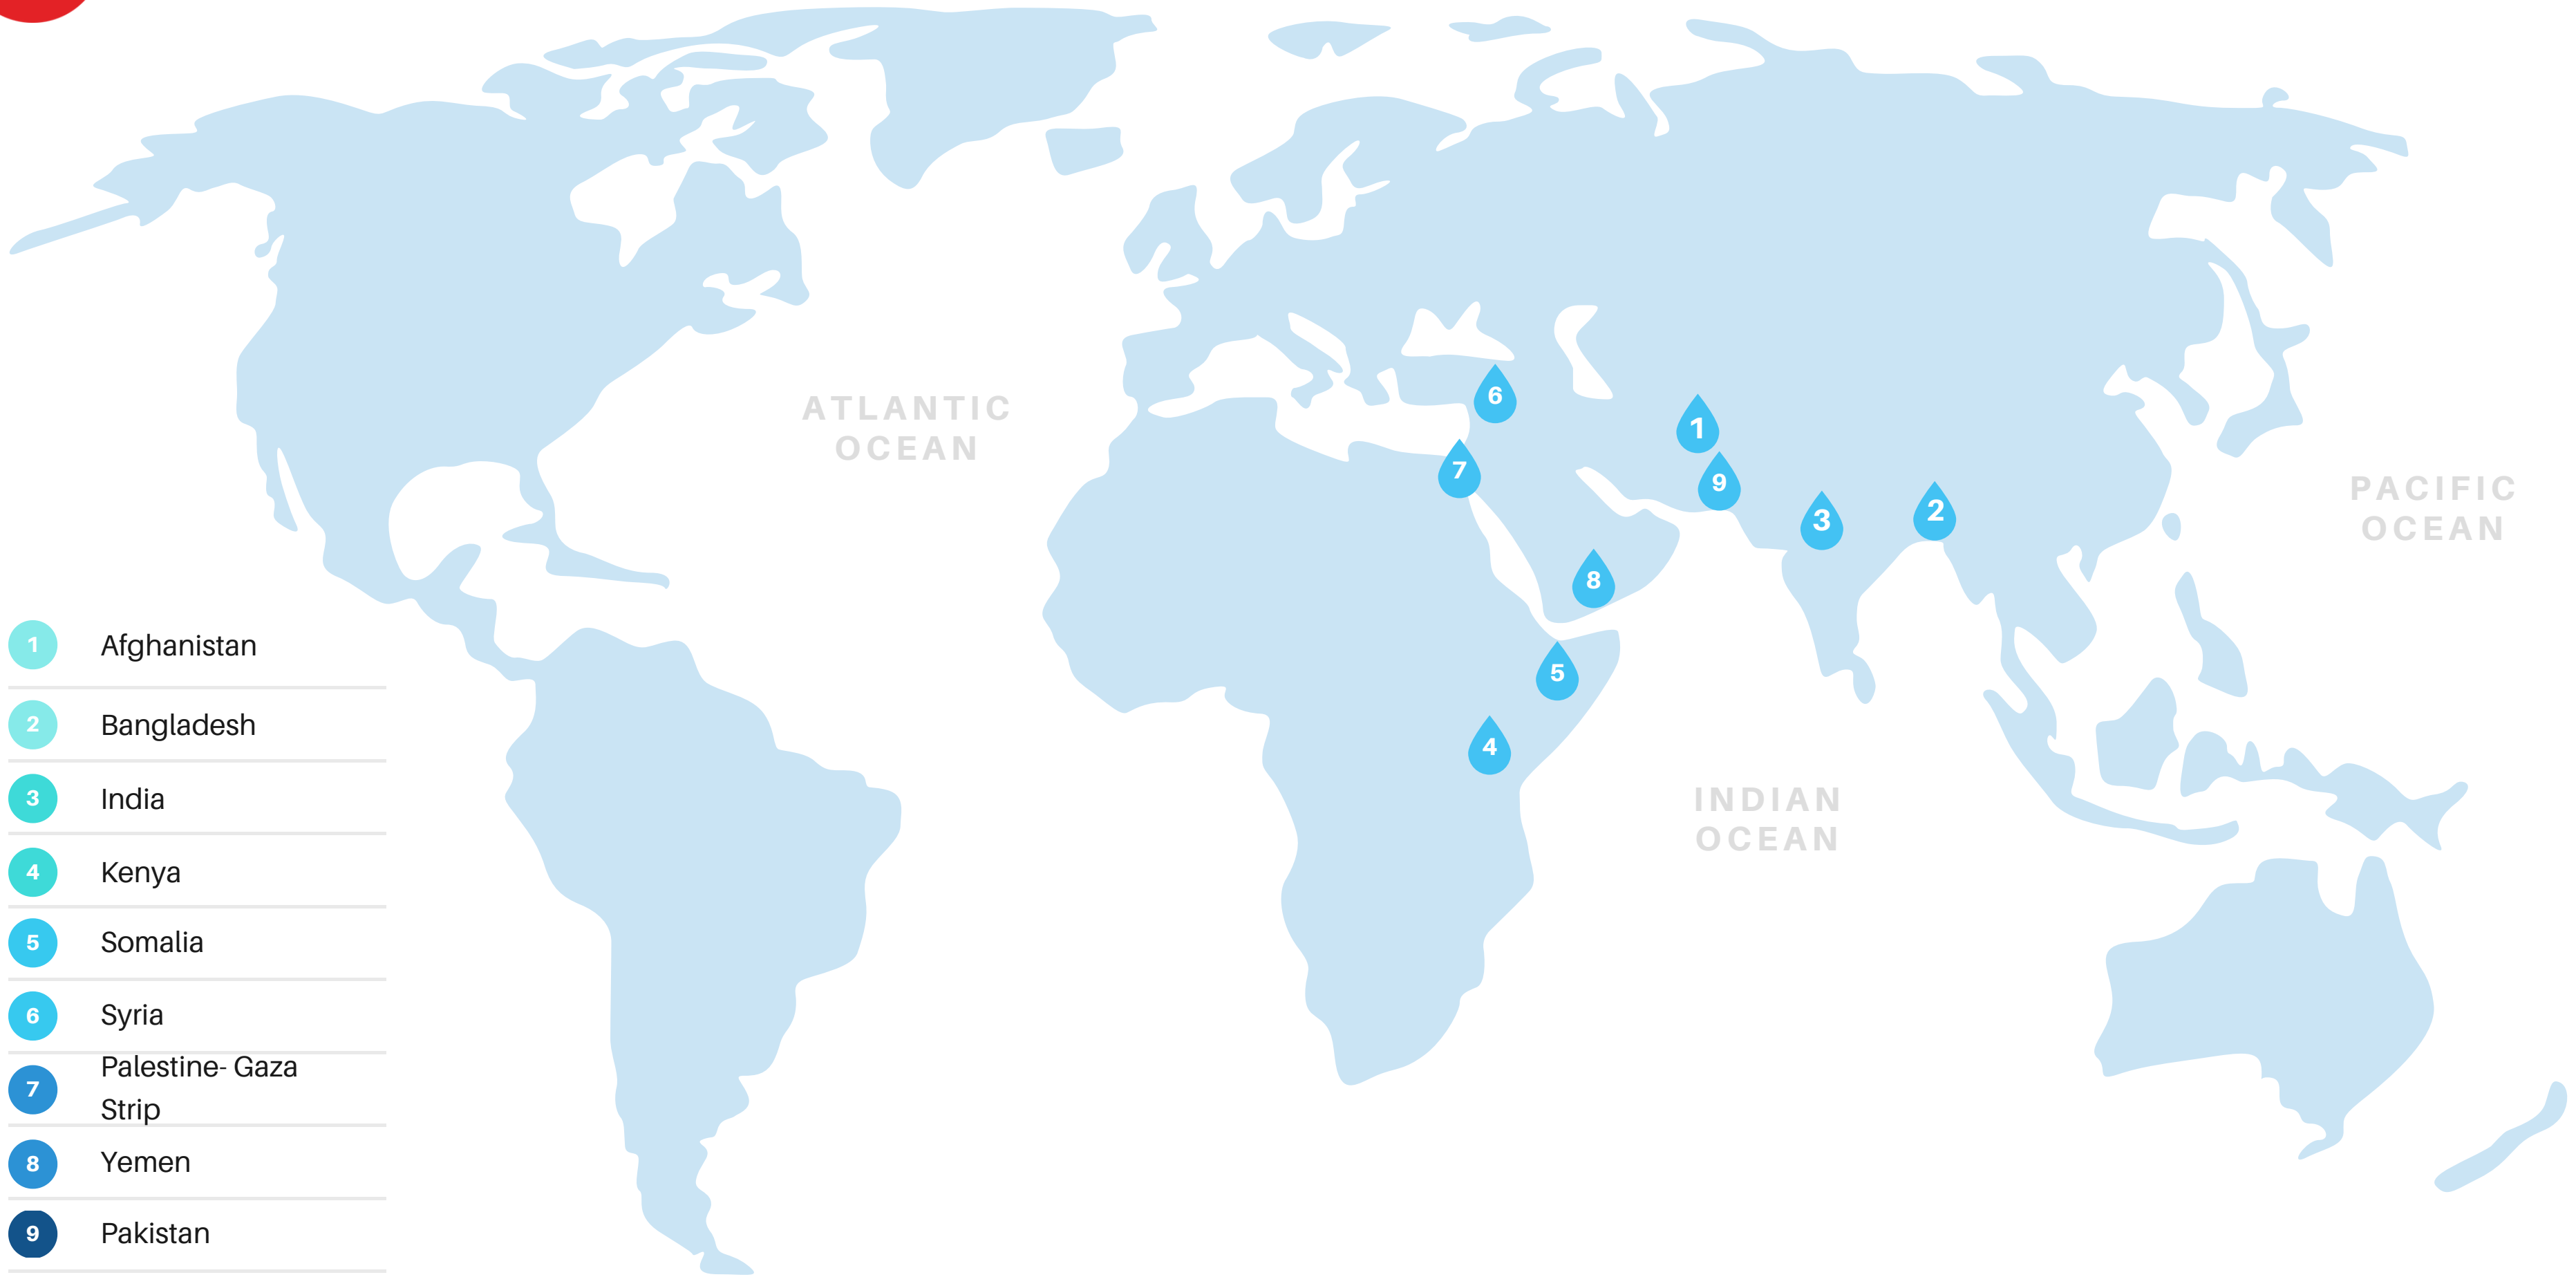 ATLANTIC
OCEAN
PACIFIC
OCEAN
INDIAN
OCEAN
6
1
7
9
3
2
8
5
4
1 Afghanistan
2 Bangladesh
3 India
4 Kenya
5 Somalia
6 Syria
7 Palestine- Gaza
Strip
8 Yemen
9 Pakistan